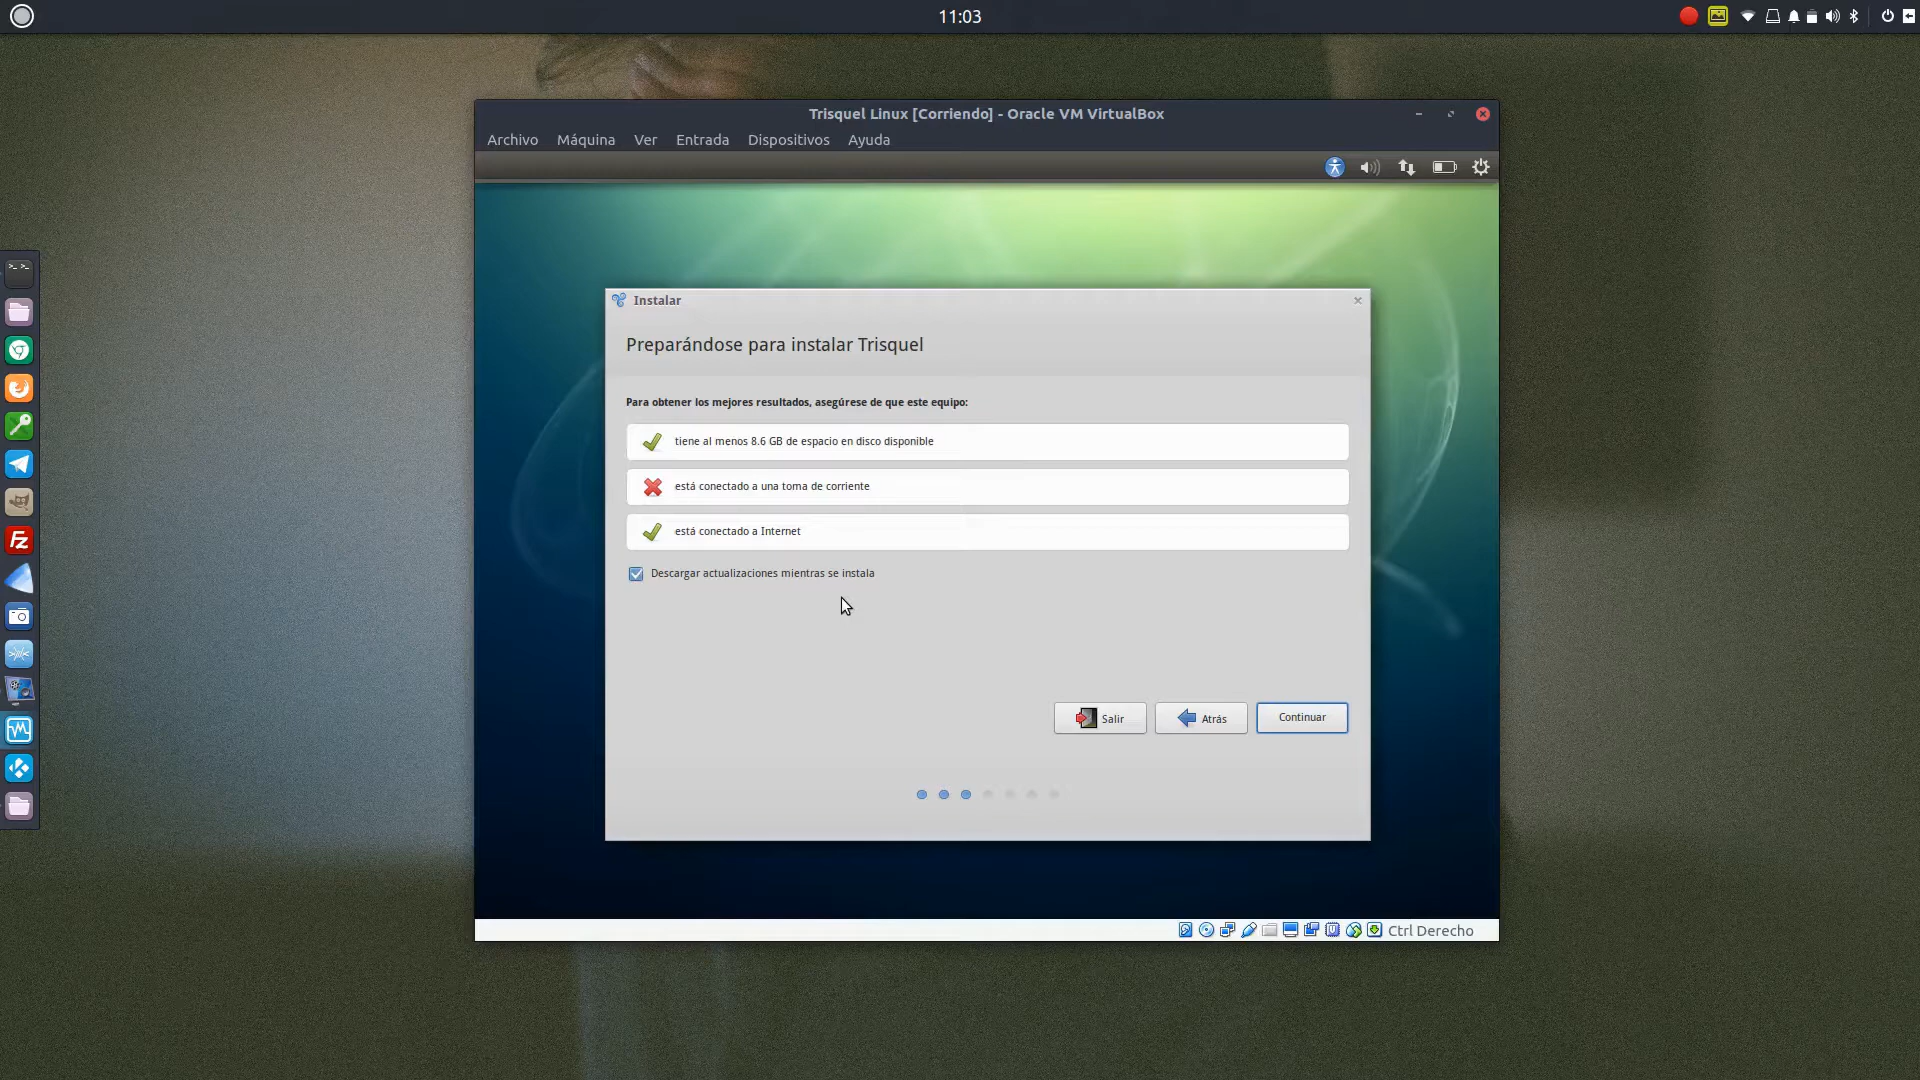 11:03
Trisquel Linux [Corriendo] - Oracle VM VirtualBox
Archivo Máquina Ver Entrada Dispositivos Ayuda
Instalar
Preparándose para instalar Trisquel
Para obtener los mejores resultados, asegúrese de que este equipo:
tiene al menos 8.6 GB de espacio en disco disponible
está conectado a una toma de corriente
está conectado a Internet
Descargar actualizaciones mientras se instala
Salir Atrás Continuar
Ctrl Derecho